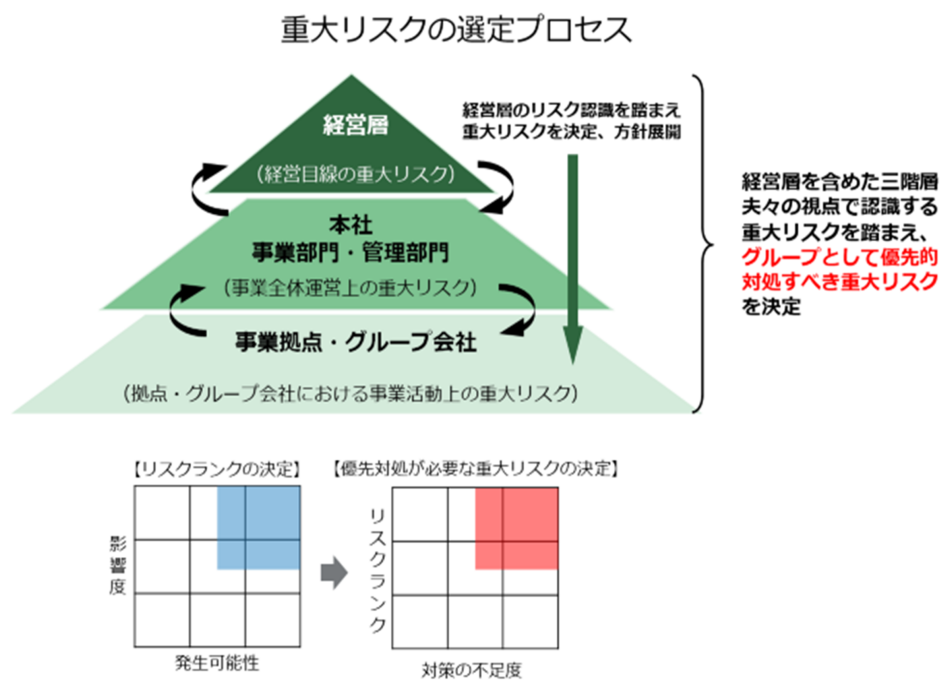 重大リスクの選定プロセス
経営層
(経営目線の重大リスク)
本社
事業部門・管理部門
(事業全体運営上の重大リスク)
事業拠点・グループ会社
(拠点・グループ会社における事業活動上の重大リスク)
経営層のリスク認識を踏まえ
重大リスクを決定、方針展開
経営層を含めた三階層
夫々の視点で認識する
重大リスクを踏まえ、
グループとして優先的
対処すべき重大リスク
を決定
【リスクランクの決定】
影響度
発生可能性
【優先対処が必要な重大リスクの決定】
リスクランク
対策の不足度